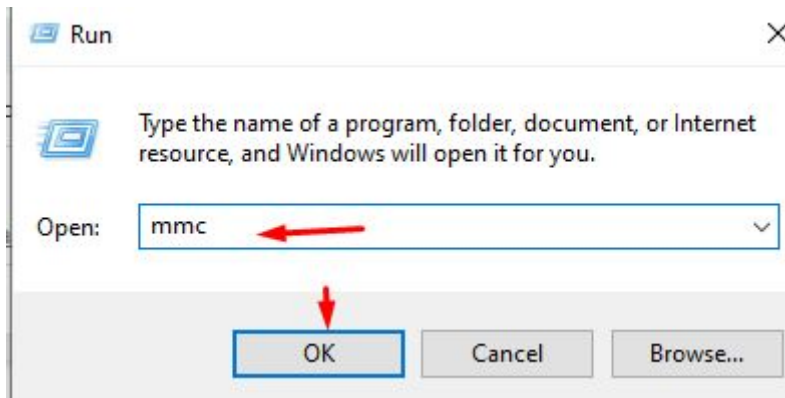 Run
Type the name of a program, folder, document, or Internet
resource, and Windows will open it for you.
Open:
mmc
OK
Cancel
Browse...